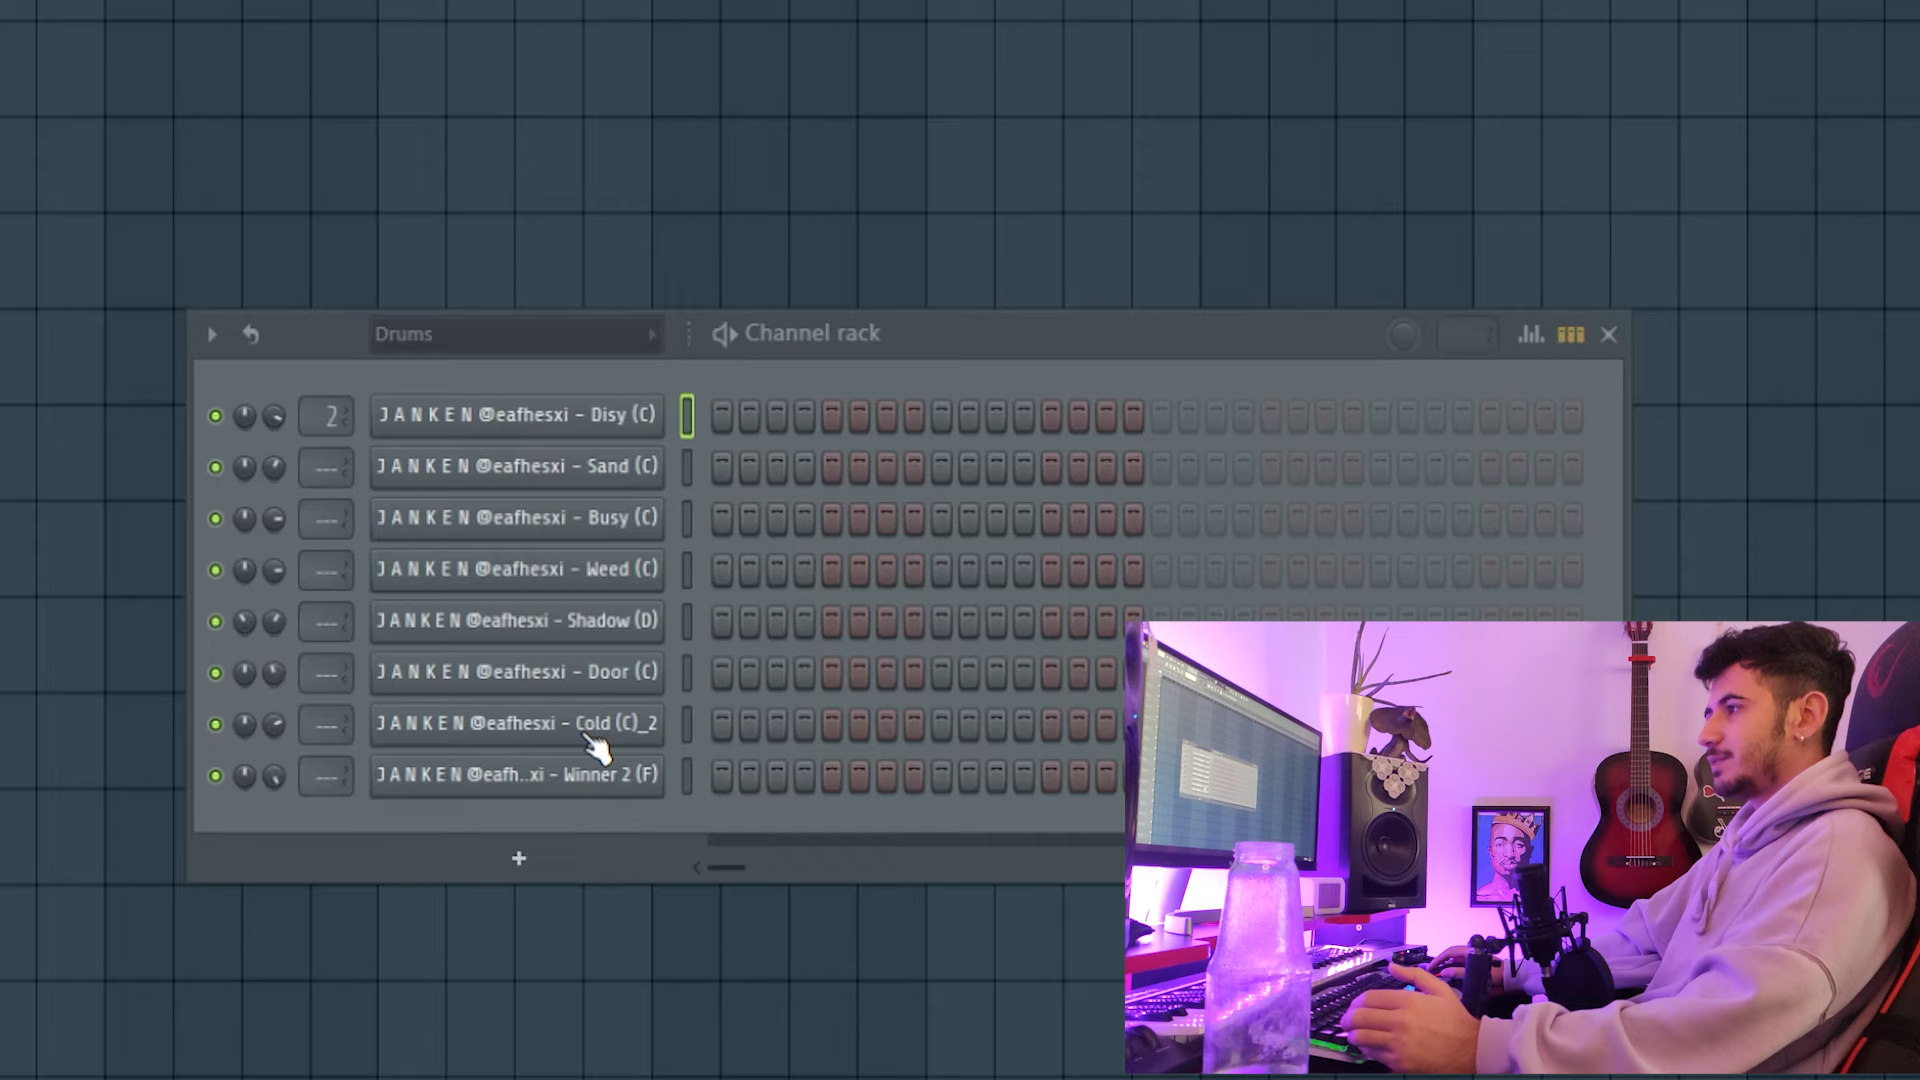 Drums
Channel rack
2
J A N K E N @eafhesxi - Disy (C)
--- J A N K E N @eafhesxi - Sand (C)
--- J A N K E N @eafhesxi - Busy (C)
--- J A N K E N @eafhesxi - Weed (C)
--- J A N K E N @eafhesxi - Shadow (D)
--- J A N K E N @eafhesxi - Door (C)
--- J A N K E N @eafhesxi - Cold (C)_2
--- J A N K E N @eafh..xi - Winner 2 (F)
+